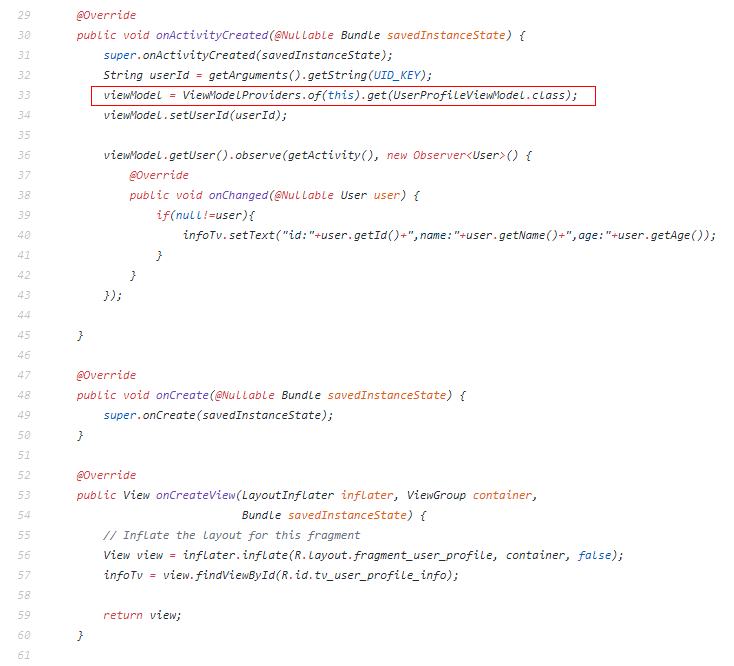 29 @Override
30 public void onActivityCreated(@Nullable Bundle savedInstanceState) {
31 super.onActivityCreated(savedInstanceState);
32 String userId = getArguments().getString(UID_KEY);
33 viewModel = ViewModelProviders.of(this).get(UserProfileViewModel.class);
34 viewModel.setUserId(userId);
35
36 viewModel.getUser().observe(getActivity(), new Observer<User>() {
37 @Override
38 public void onChanged(@Nullable User user) {
39 if(null!=user){
40 infoTv.setText("id:"+user.getId()+",name:"+user.getName()+",age:"+user.getAge());
41 }
42 }
43 });
44
45 }
46
47 @Override
48 public void onCreate(@Nullable Bundle savedInstanceState) {
49 super.onCreate(savedInstanceState);
50 }
51
52 @Override
53 public View onCreateView(LayoutInflater inflater, ViewGroup container,
54 Bundle savedInstanceState) {
55 // Inflate the layout for this fragment
56 View view = inflater.inflate(R.layout.fragment_user_profile, container, false);
57 infoTv = view.findViewById(R.id.tv_user_profile_info);
58
59 return view;
60 }
61